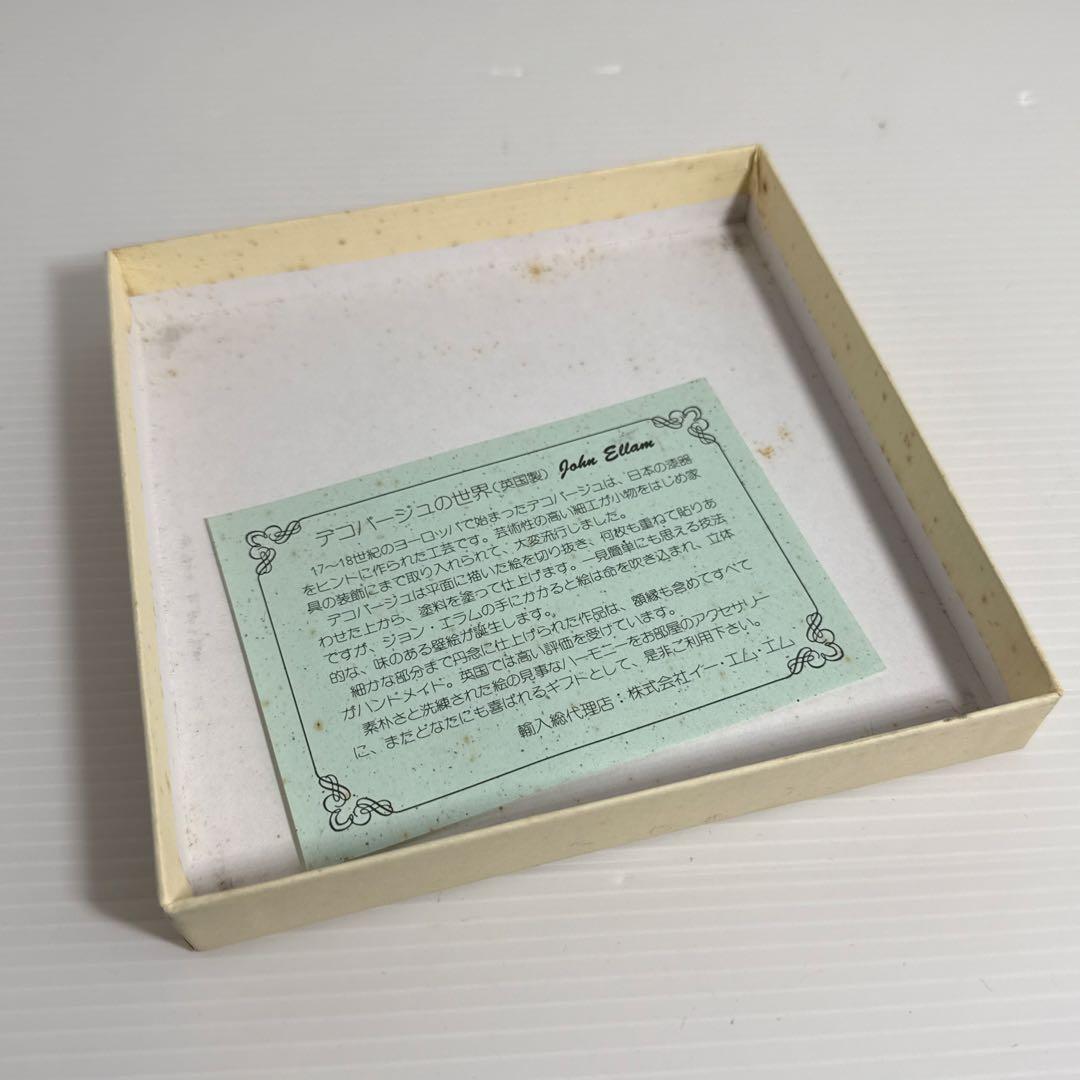 デコパージュの世界(英国製) John Ellam
17〜18世紀のヨーロッパで始まったデコパージュは、日本の漆器
をヒントに作られた工芸です。芸術性の高い細工が小物をはじめ家
具の装飾にまで取り入れられて、大変流行しました。
デコパージュは平面に描いた絵を切り抜き、何枚も重ねて貼りあ
わせた上から、塗料を塗って仕上げます。一見簡単にも思える技法
ですが、ジョン・エラムの手にかかると絵は命を吹き込まれ、立体
的な、味のある壁絵が誕生します。
細かな部分まで丹念に仕上げられた作品は、額縁も含めてすべて
がハンドメイド。英国では高い評価を受けています。
素朴さと洗練された絵の見事なハーモニーをお部屋のアクセサリー
に、またどなたにも喜ばれるギフトとして、是非ご利用下さい。
輸入総代理店・株式会社イー・エム・エム